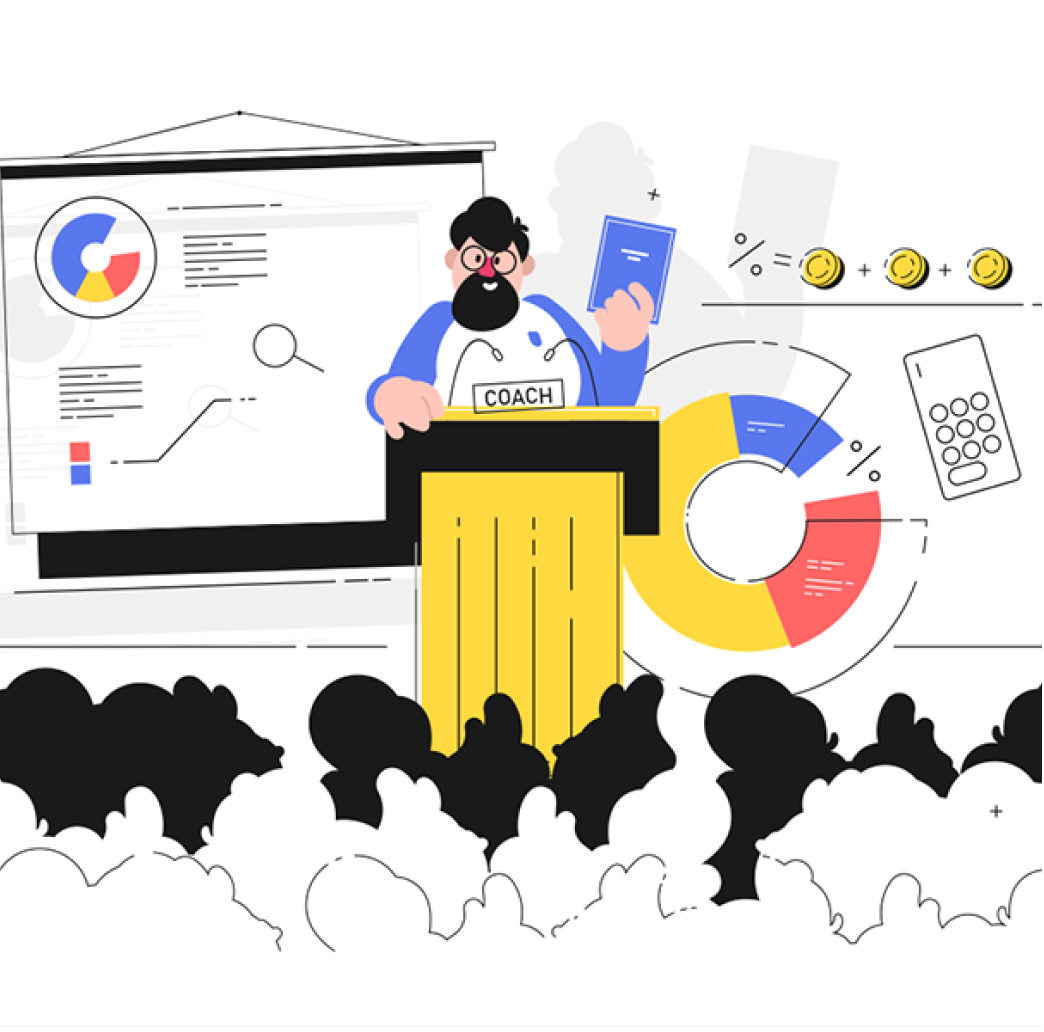 % = + +
COACH
%